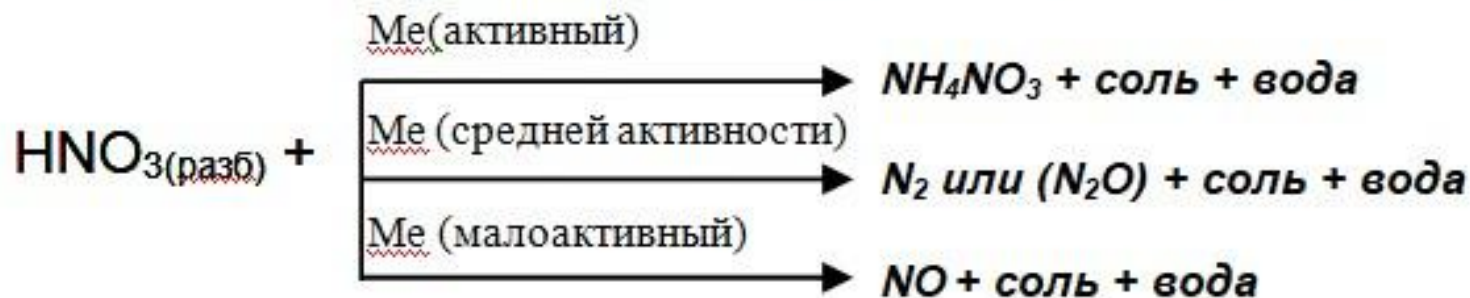 Ме(активный)
NH₄NO₃ + соль + вода
HNO₃(разб) +
Ме (средней активности)
N₂ или (N₂O) + соль + вода
Ме (малоактивный)
NO + соль + вода